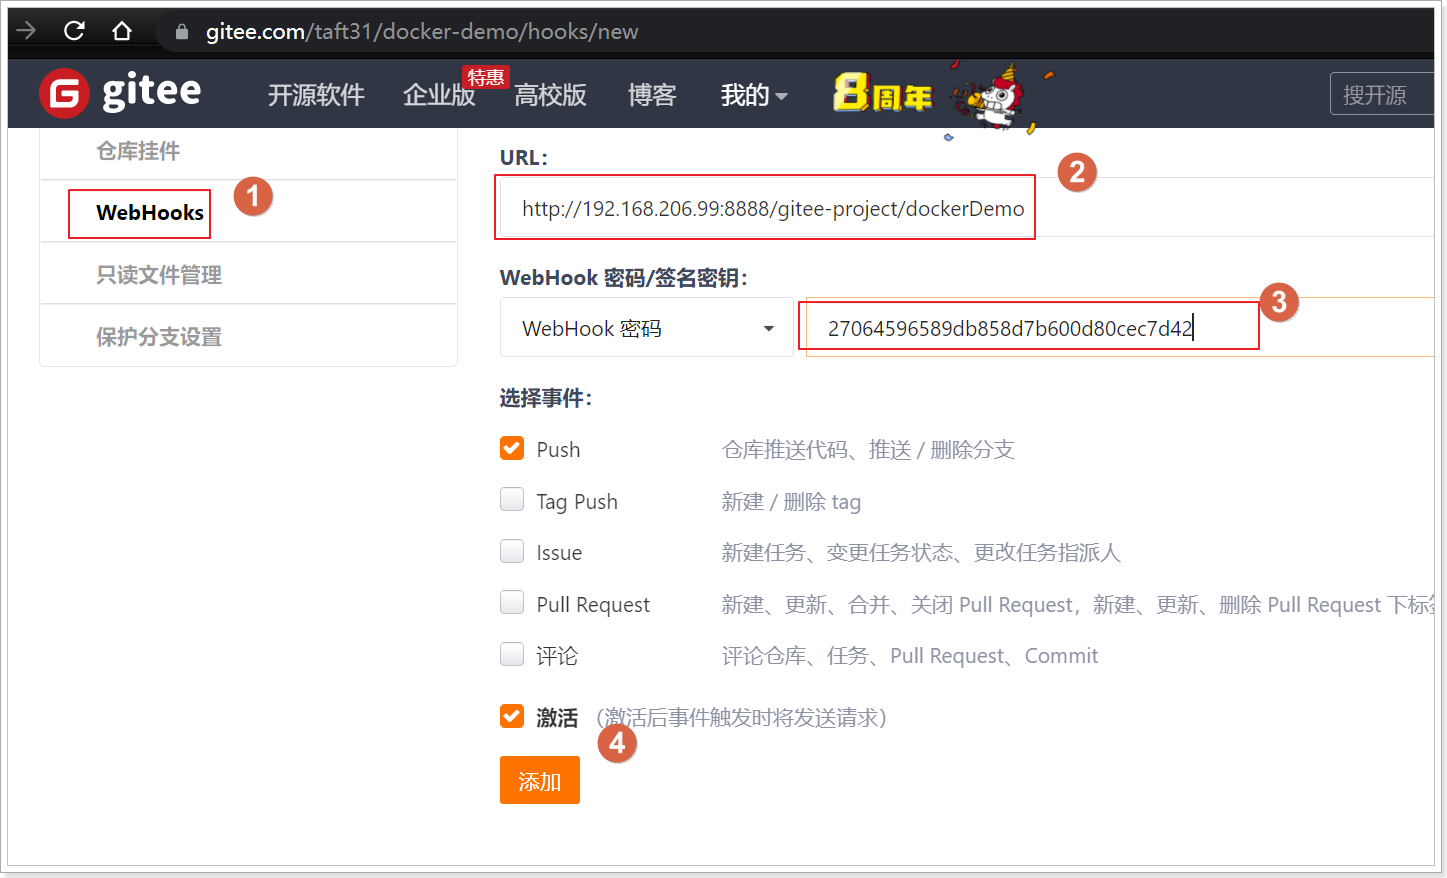 gitee.com/taft31/docker-demo/hooks/new
gitee 开源软件 企业版 特惠 高校版 博客 我的 8周年 搜开源
仓库挂件
WebHooks
1
只读文件管理
保护分支设置
URL：
2
http://192.168.206.99:8888/gitee-project/dockerDemo
WebHook 密码/签名密钥：
3
WebHook 密码 27064596589db858d7b600d80cec7d42
选择事件：
Push 仓库推送代码、推送 / 删除分支
Tag Push 新建 / 删除 tag
Issue 新建任务、变更任务状态、更改任务指派人
Pull Request 新建、更新、合并、关闭 Pull Request，新建、更新、删除 Pull Request 下标
评论 评论仓库、任务、Pull Request、Commit
激活 （激活后事件触发时将发送请求）
4
添加